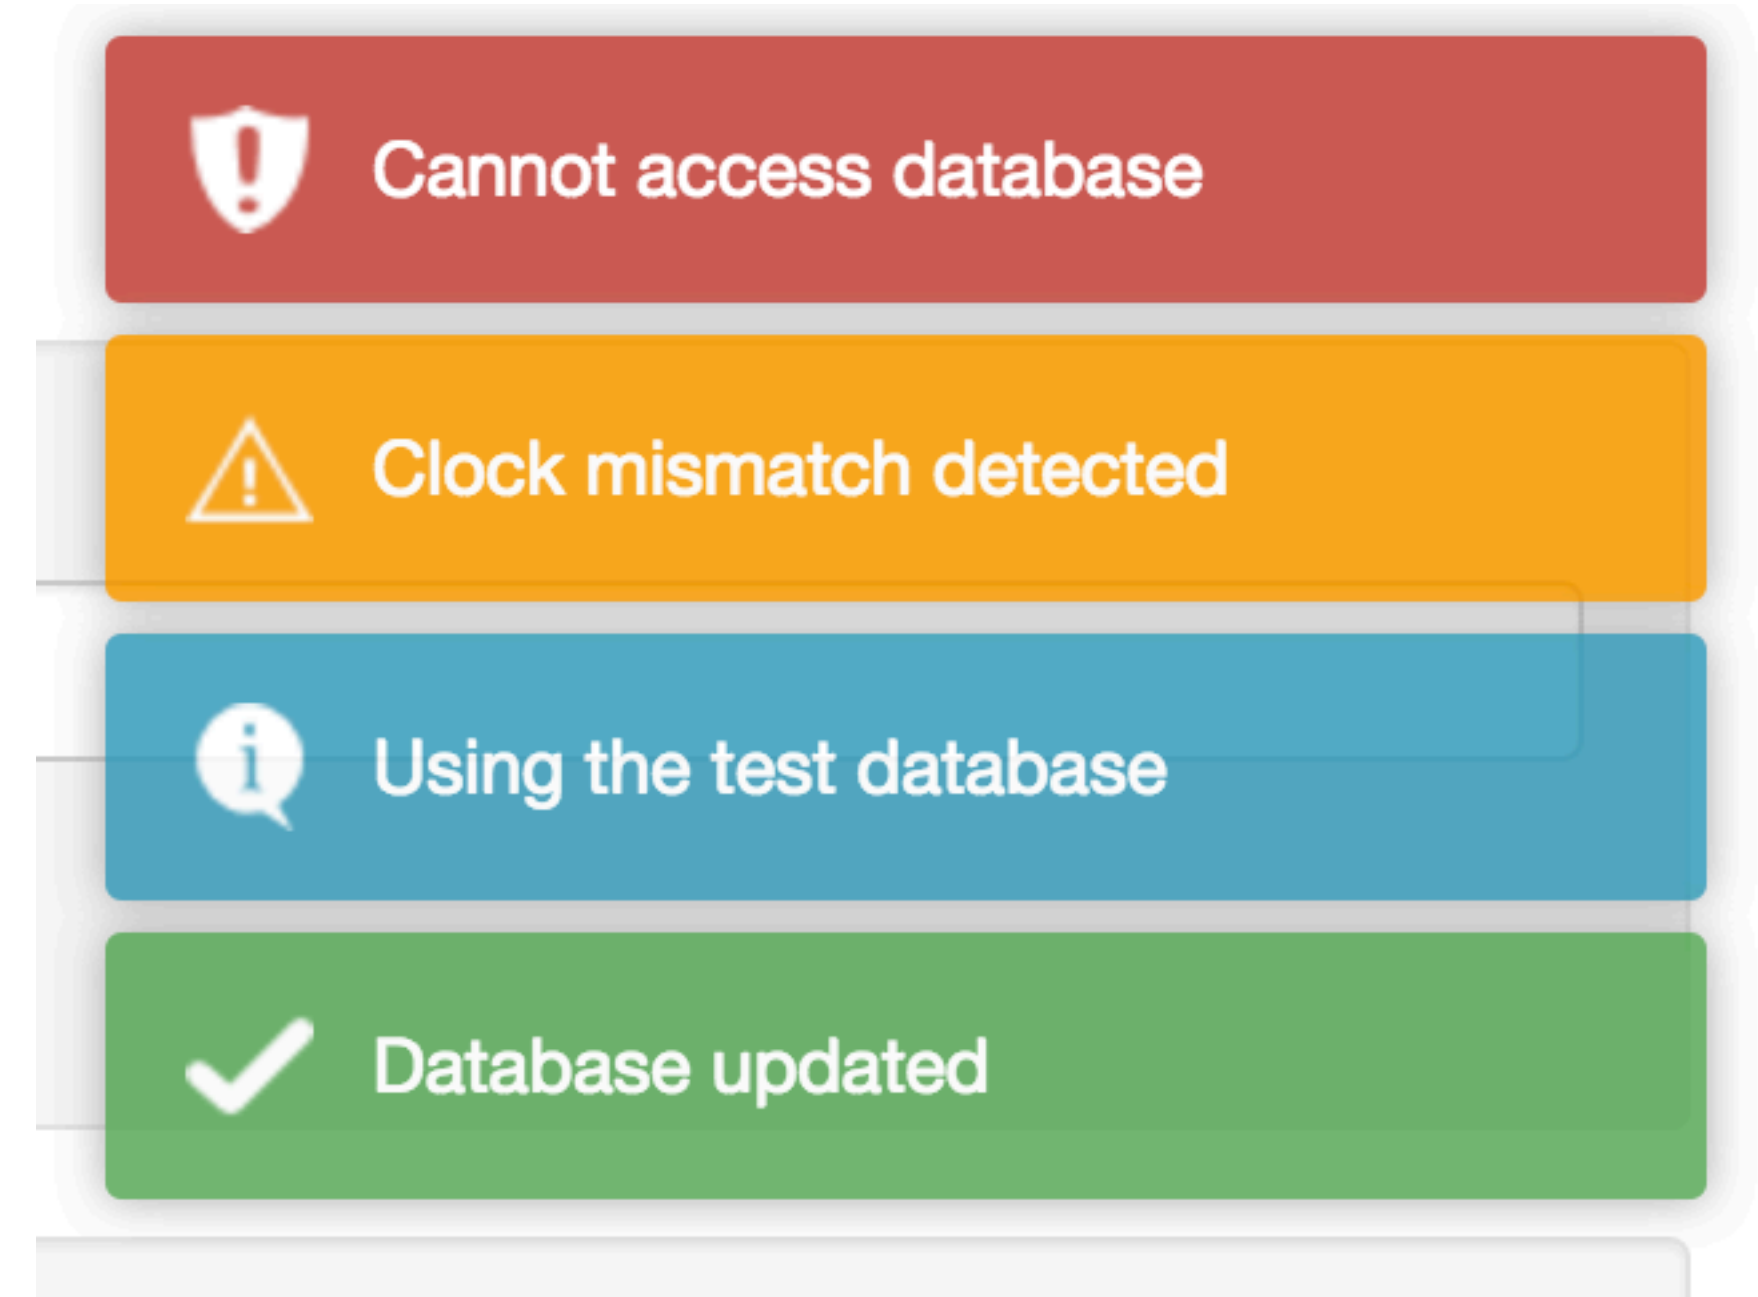 Cannot access database
Clock mismatch detected
Using the test database
Database updated